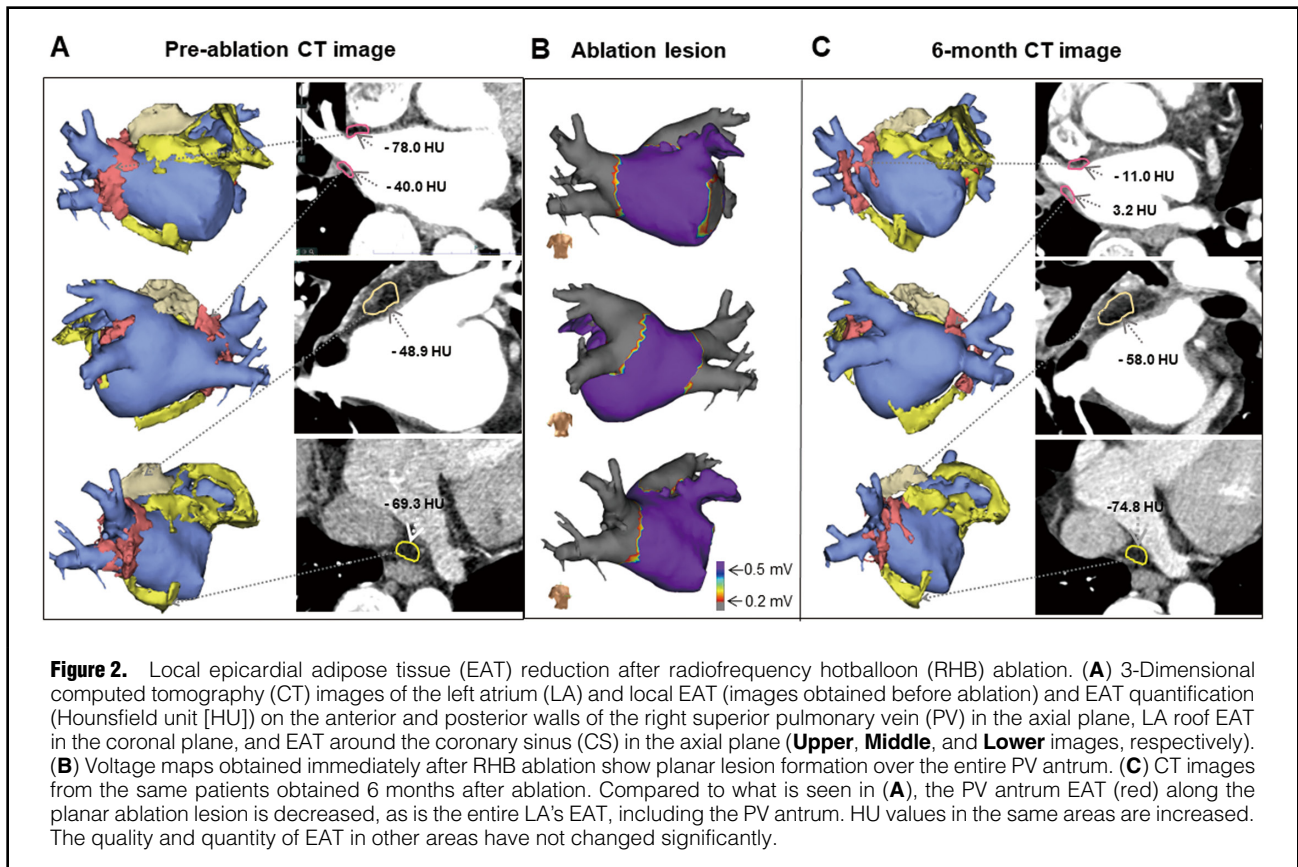 A Pre-ablation CT image
B Ablation lesion
C 6-month CT image
- 78.0 HU
- 40.0 HU
- 48.9 HU
- 69.3 HU
0.5 mV
0.2 mV
- 11.0 HU
3.2 HU
- 58.0 HU
-74.8 HU
Figure 2. Local epicardial adipose tissue (EAT) reduction after radiofrequency hotballoon (RHB) ablation. (A) 3-Dimensional
computed tomography (CT) images of the left atrium (LA) and local EAT (images obtained before ablation) and EAT quantification
(Hounsfield unit [HU]) on the anterior and posterior walls of the right superior pulmonary vein (PV) in the axial plane, LA roof EAT
in the coronal plane, and EAT around the coronary sinus (CS) in the axial plane (Upper, Middle, and Lower images, respectively).
(B) Voltage maps obtained immediately after RHB ablation show planar lesion formation over the entire PV antrum. (C) CT images
from the same patients obtained 6 months after ablation. Compared to what is seen in (A), the PV antrum EAT (red) along the
planar ablation lesion is decreased, as is the entire LA's EAT, including the PV antrum. HU values in the same areas are increased.
The quality and quantity of EAT in other areas have not changed significantly.